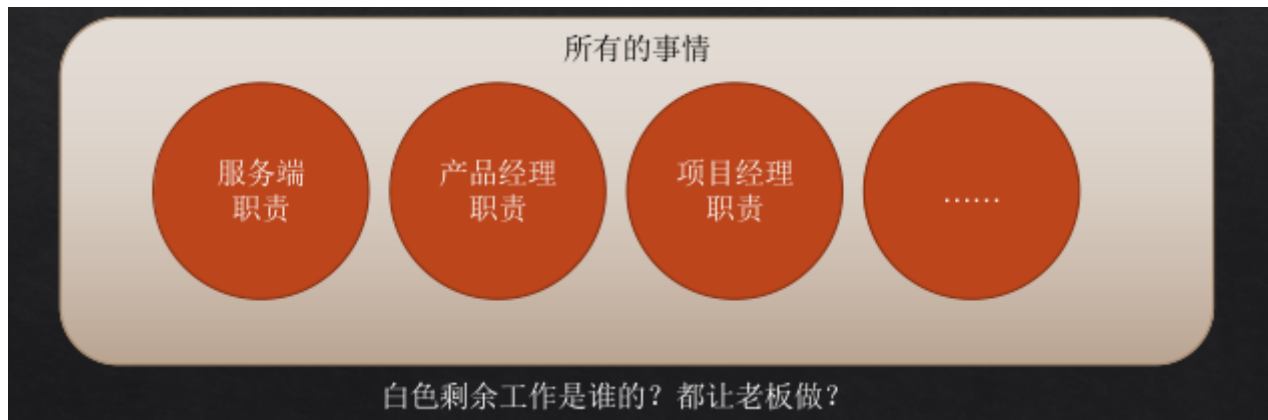 所有的事情
服务端
职责
产品经理
职责
项目经理
职责
……
白色剩余工作是谁的？都让老板做？